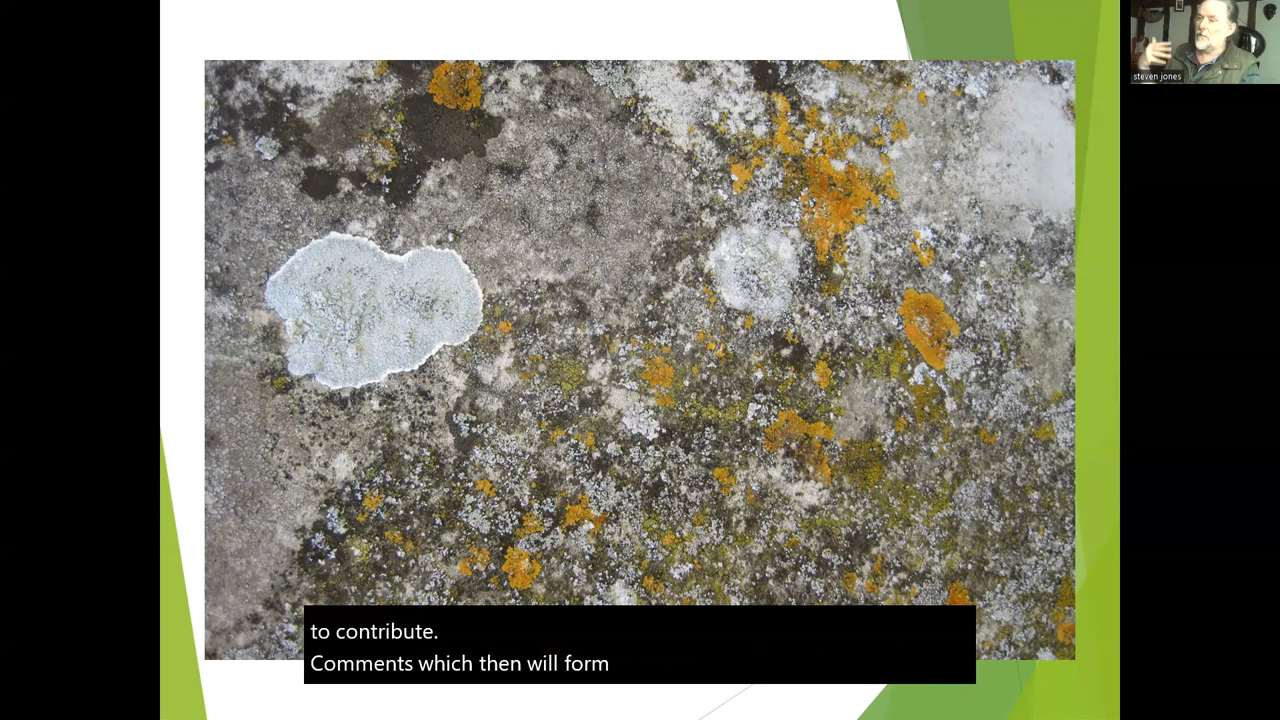 steven jones
to contribute.
Comments which then will form